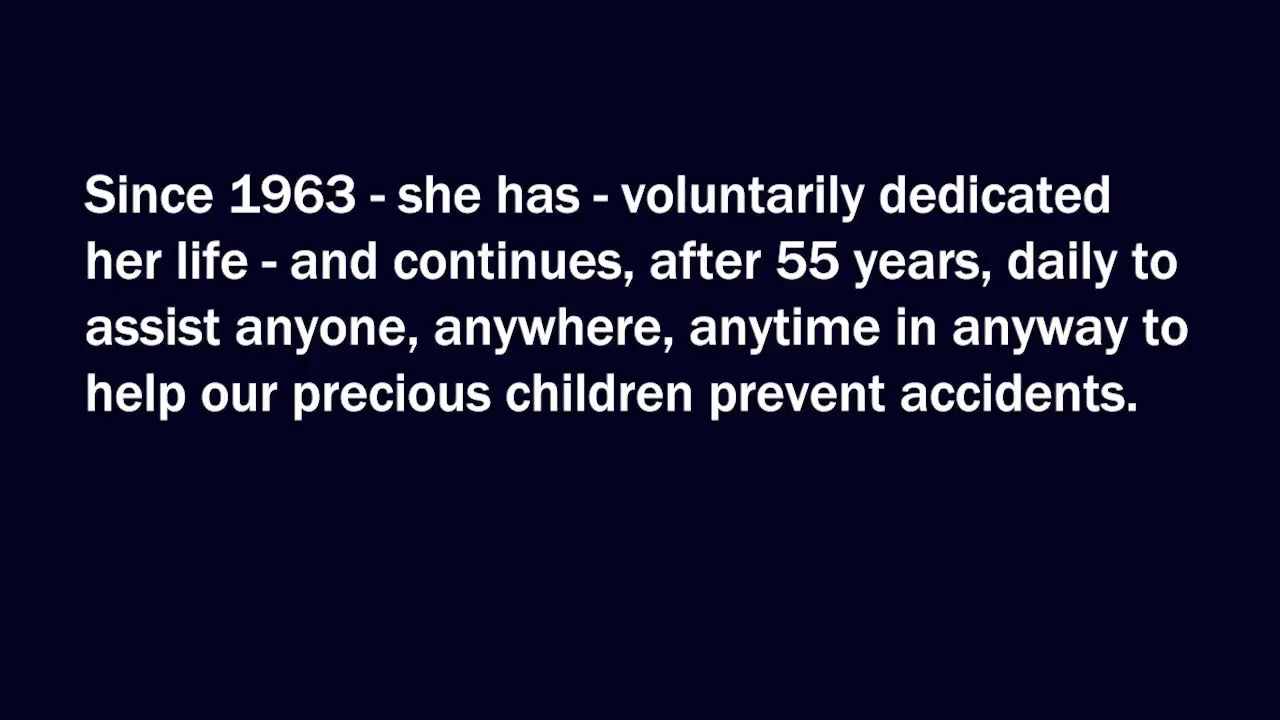 Since 1963 - she has - voluntarily dedicated
her life - and continues, after 55 years, daily to
assist anyone, anywhere, anytime in anyway to
help our precious children prevent accidents.